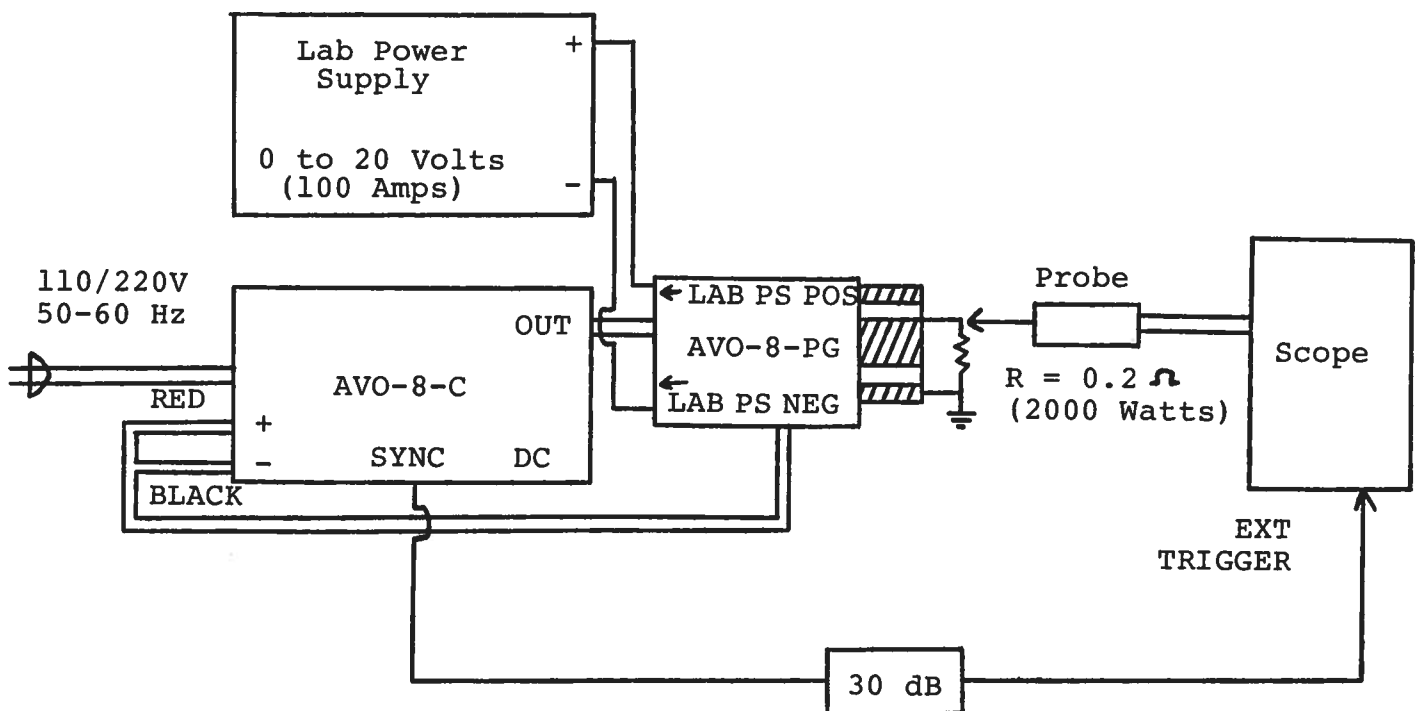 Lab Power
Supply
+
0 to 20 Volts
(100 Amps)
-
110/220V
50-60 Hz
RED
+
-
BLACK
OUT
AVO-8-C
SYNC DC
← LAB PS POS
AVO-8-PG
←
LAB PS NEG
Probe
R = 0.2 Ω
(2000 Watts)
Scope
EXT
TRIGGER
30 dB